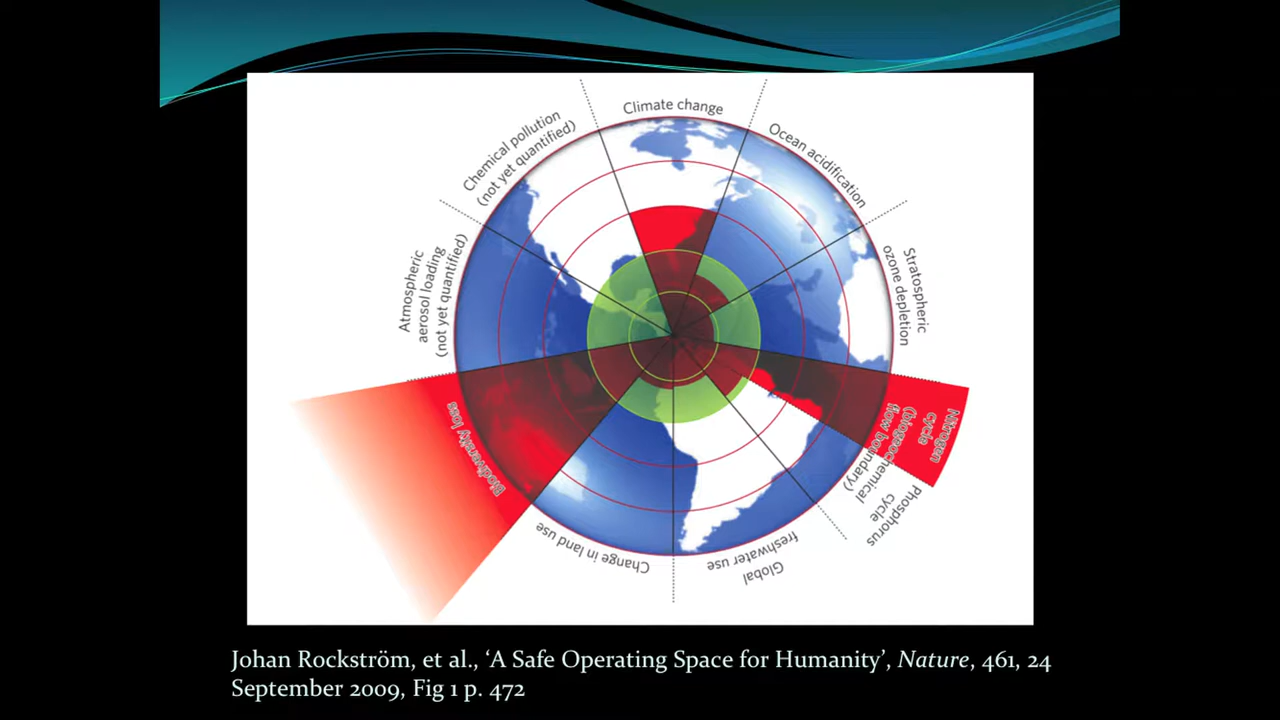 Climate change
Ocean acidification
Stratospheric
ozone depletion
Nitrogen
cycle
(biogeochemical
flow boundary)
Phosphorus
cycle
Global
freshwater use
Change in land use
Biodiversity loss
Atmospheric
aerosol loading
(not yet quantified)
Chemical pollution
(not yet quantified)
Johan Rockström, et al., ‘A Safe Operating Space for Humanity’, Nature, 461, 24
September 2009, Fig 1 p. 472